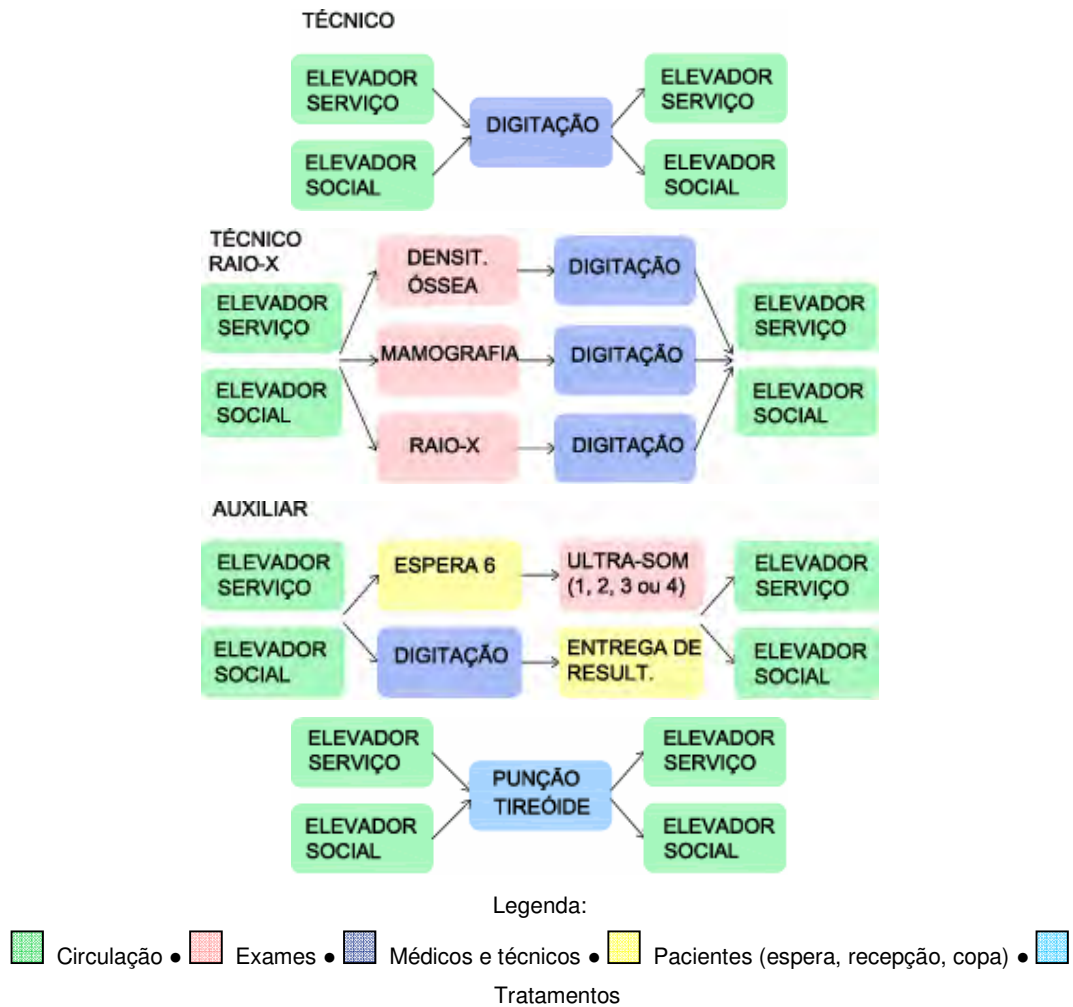 TÉCNICO
ELEVADOR
SERVIÇO
ELEVADOR
SOCIAL
DIGITAÇÃO
ELEVADOR
SERVIÇO
ELEVADOR
SOCIAL
TÉCNICO
RAIO-X
ELEVADOR
SERVIÇO
ELEVADOR
SOCIAL
DENSIT.
ÓSSEA
DIGITAÇÃO
MAMOGRAFIA
DIGITAÇÃO
RAIO-X
DIGITAÇÃO
ELEVADOR
SERVIÇO
ELEVADOR
SOCIAL
AUXILIAR
ELEVADOR
SERVIÇO
ELEVADOR
SOCIAL
ESPERA 6
ULTRA-SOM
(1, 2, 3 ou 4)
DIGITAÇÃO
ENTREGA DE
RESULT.
ELEVADOR
SERVIÇO
ELEVADOR
SOCIAL
ELEVADOR
SERVIÇO
ELEVADOR
SOCIAL
PUNÇÃO
TIREÓIDE
ELEVADOR
SERVIÇO
ELEVADOR
SOCIAL
Legenda:
Circulação ● Exames ● Médicos e técnicos ● Pacientes (espera, recepção, copa) ●
Tratamentos